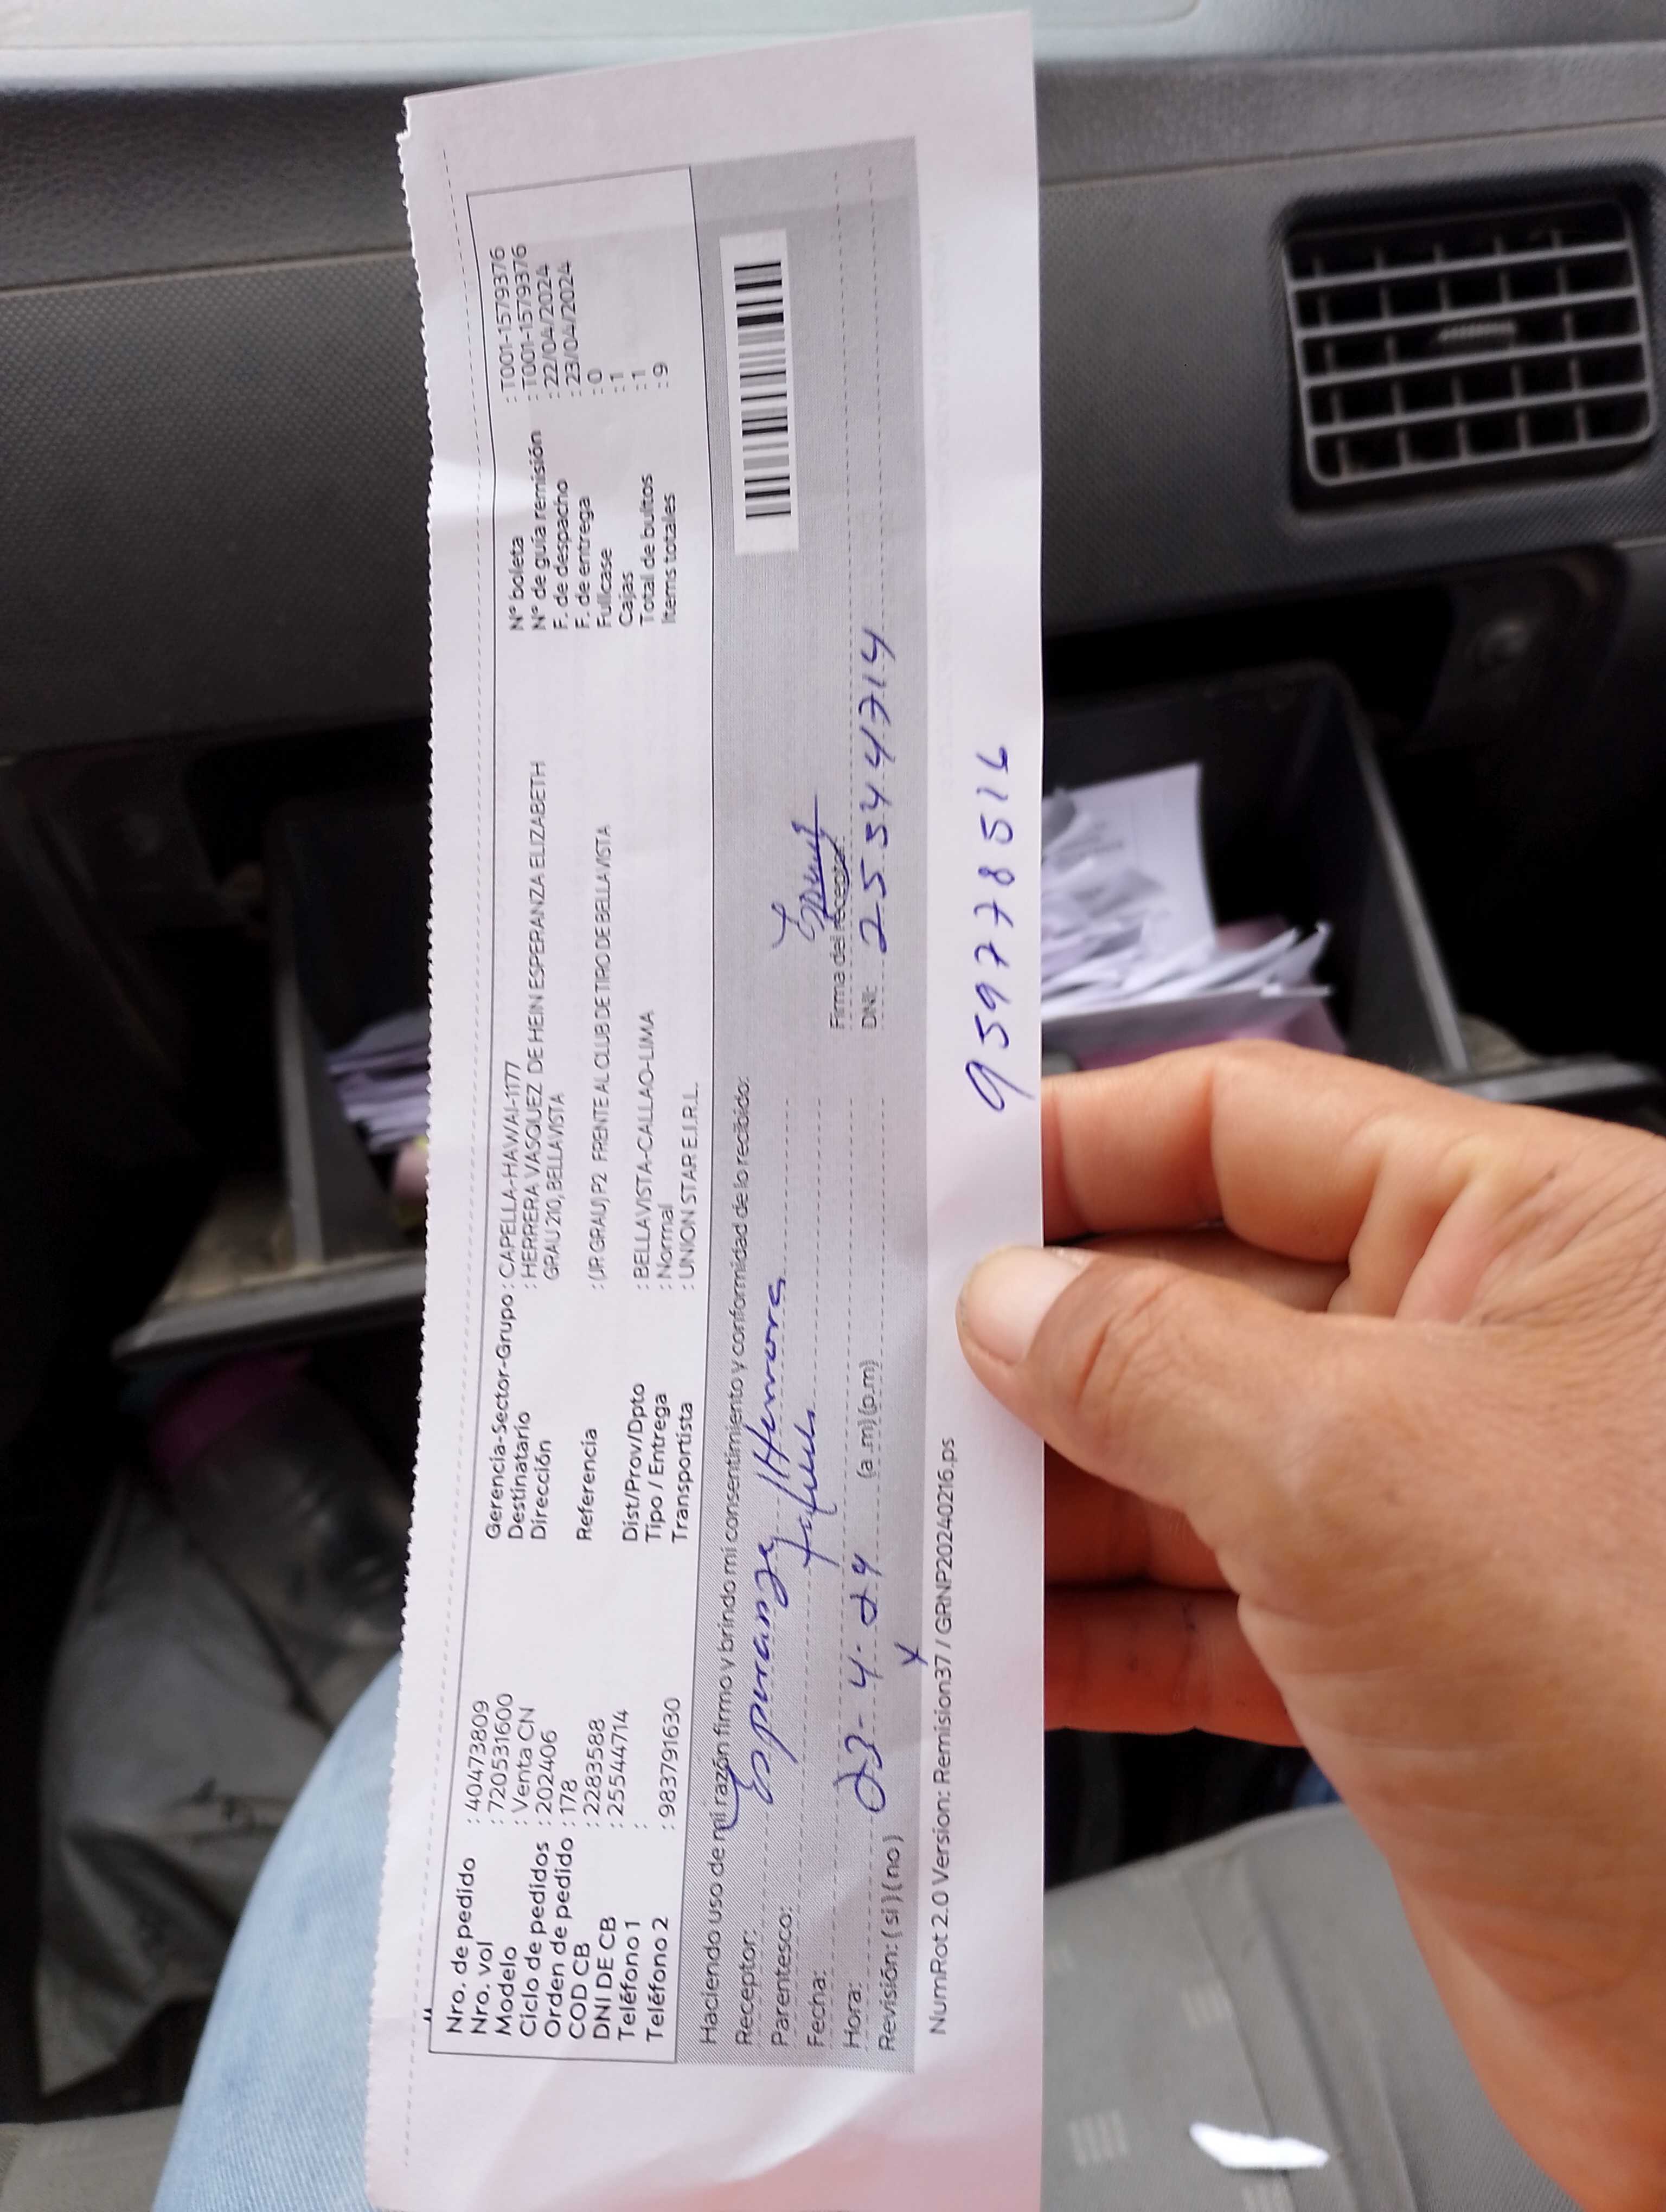 Nro. de pedido : 40473809
Nro. vol : 720531600
Modelo : Venta CN
Ciclo de pedidos : 202406
Orden de pedido : 178
COD CB : 2283588
DNI DE CB : 25544714
Teléfono 1 :
Teléfono 2 : 983791630
Gerencia-Sector-Grupo : CAPELLA-HAWAI-1177
Destinatario : HERRERA VASQUEZ DE HEIN ESPERANZA ELIZABETH
Dirección GRAU 210, BELLAVISTA
Referencia : (JR GRAU) P2 FRENTE AL CLUB DE TIRO DE BELLAVISTA
Dist/Prov/Dpto : BELLAVISTA-CALLAO-LIMA
Tipo / Entrega : Normal
Transportista : UNION STAR E.I.R.L.
N° boleta : T001-1579376
N° de guía remisión : T001-1579376
F. de despacho : 22/04/2024
F. de entrega : 23/04/2024
Fullcase : 0
Cajas : 1
Total de bultos : 1
Items totales : 9
Haciendo uso de mi razón firmo y brindo mi consentimiento y conformidad de lo recibido:
Receptor: Esperanza Herrera
Parentesco:
Fecha: 23-4-24
Hora: (a.m) (p.m)
Revisión: ( si ) ( no ) x
Firma del receptor:
DNI: 25544714
NumRot 2.0 Version: Remision37 / GRNP20240216.ps
959778516